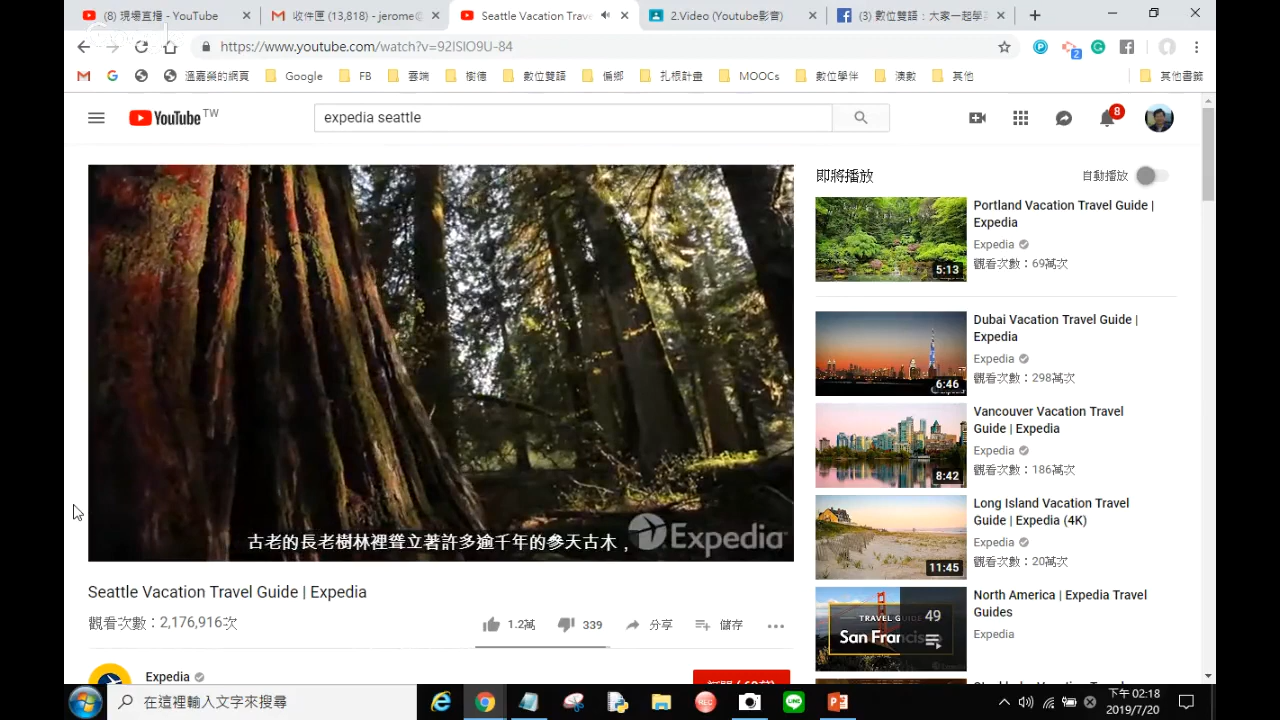 (8) 現場直播 - YouTube
收件匣 (13,818) - jerome@
Seattle Vacation Trave
2.Video (Youtube影音)
(3) 數位雙語：大家一起學英
https://www.youtube.com/watch?v=92ISlO9U-84
2
溫嘉榮的網頁
Google
FB
雲端
樹德
數位雙語
偏鄉
扎根計畫
MOOCs
數位學伴
澳數
其他
其他書籤
YouTube TW
expedia seattle
8
古老的長老樹林裡聳立著許多逾千年的參天古木，
Expedia
Seattle Vacation Travel Guide | Expedia
觀看次數：2,176,916次
1.2萬
339
分享
儲存
Expedia
即將播放
自動播放
5:13
Portland Vacation Travel Guide |
Expedia
Expedia
觀看次數：69萬次
6:46
Dubai Vacation Travel Guide |
Expedia
Expedia
觀看次數：298萬次
8:42
Vancouver Vacation Travel
Guide | Expedia
Expedia
觀看次數：186萬次
11:45
Long Island Vacation Travel
Guide | Expedia (4K)
Expedia
觀看次數：20萬次
TRAVEL GUIDE
San Francisc
49
North America | Expedia Travel
Guides
Expedia
在這裡輸入文字來搜尋
REC
下午 02:18
2019/7/20